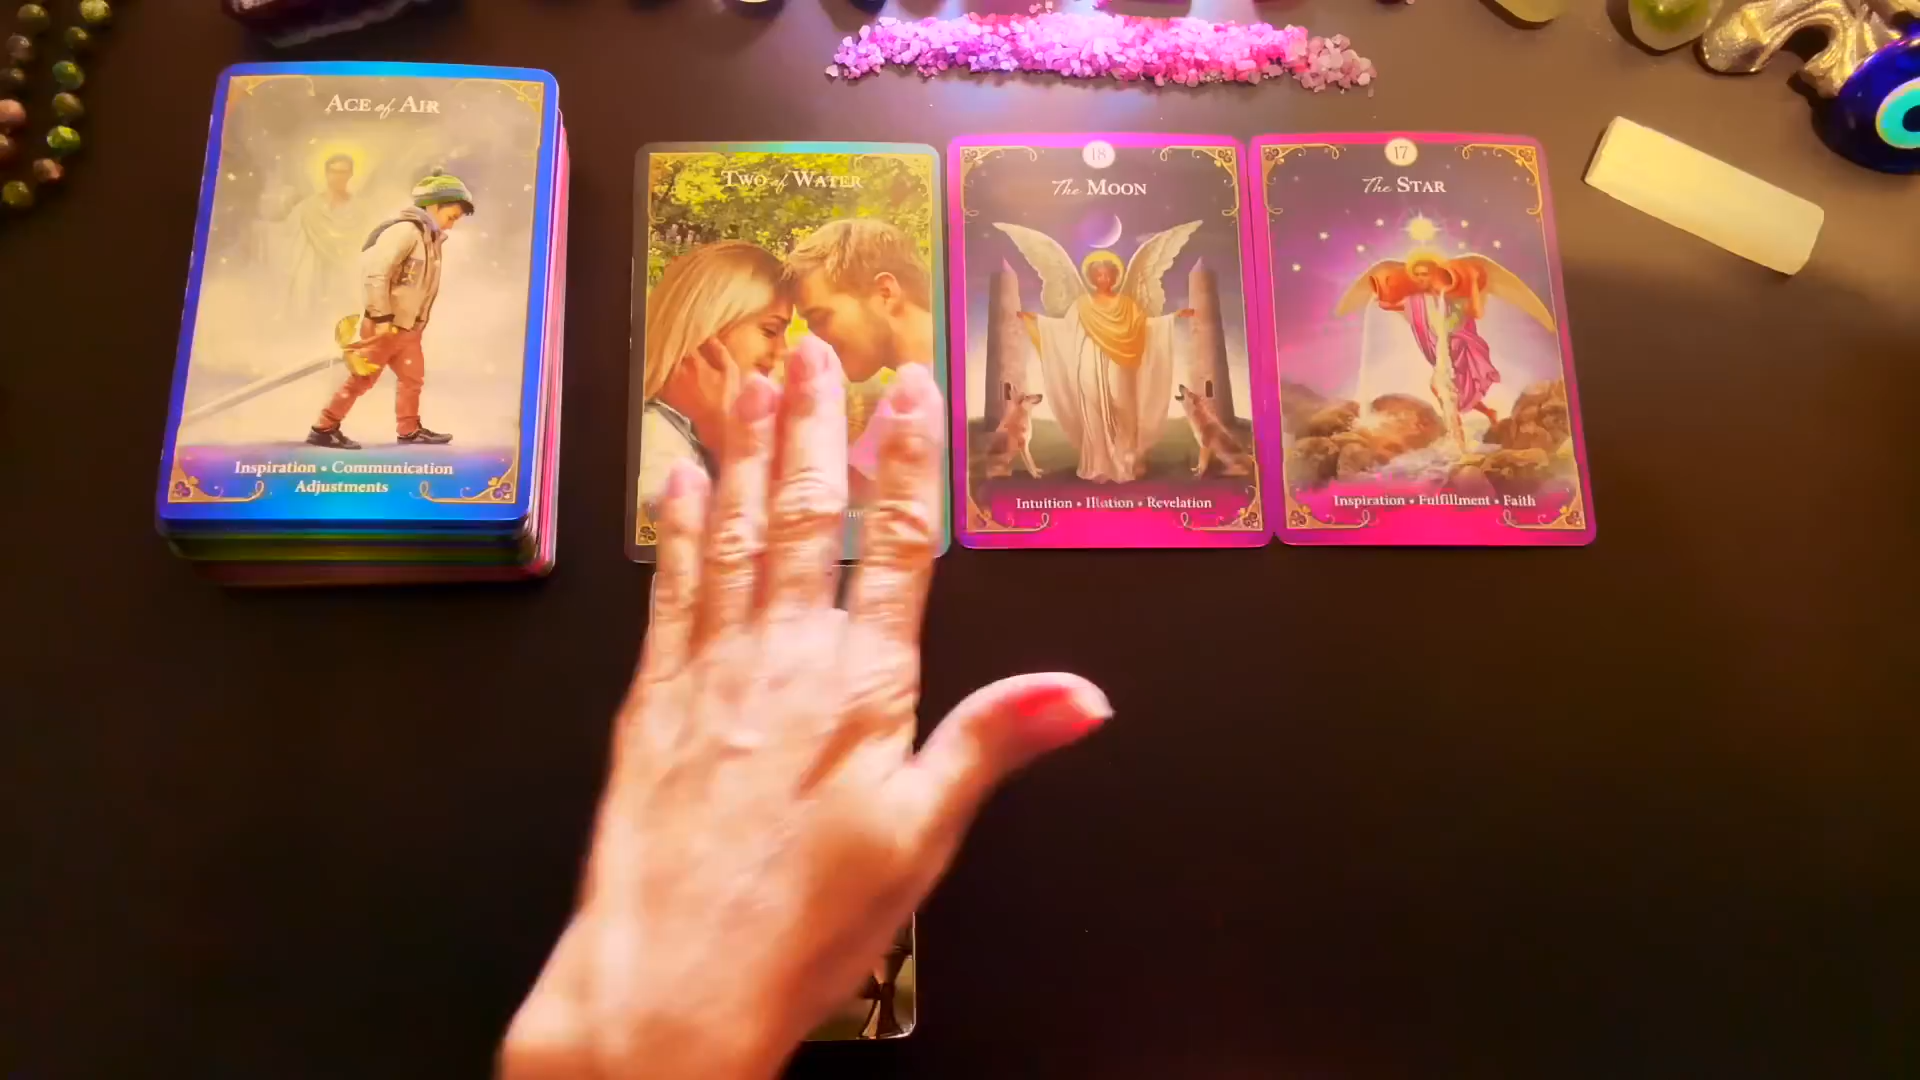 ACE of AIR
Inspiration • Communication
Adjustments
TWO of WATER
18
The MOON
Intuition • Illation • Revelation
17
The STAR
Inspiration • Fulfillment • Faith